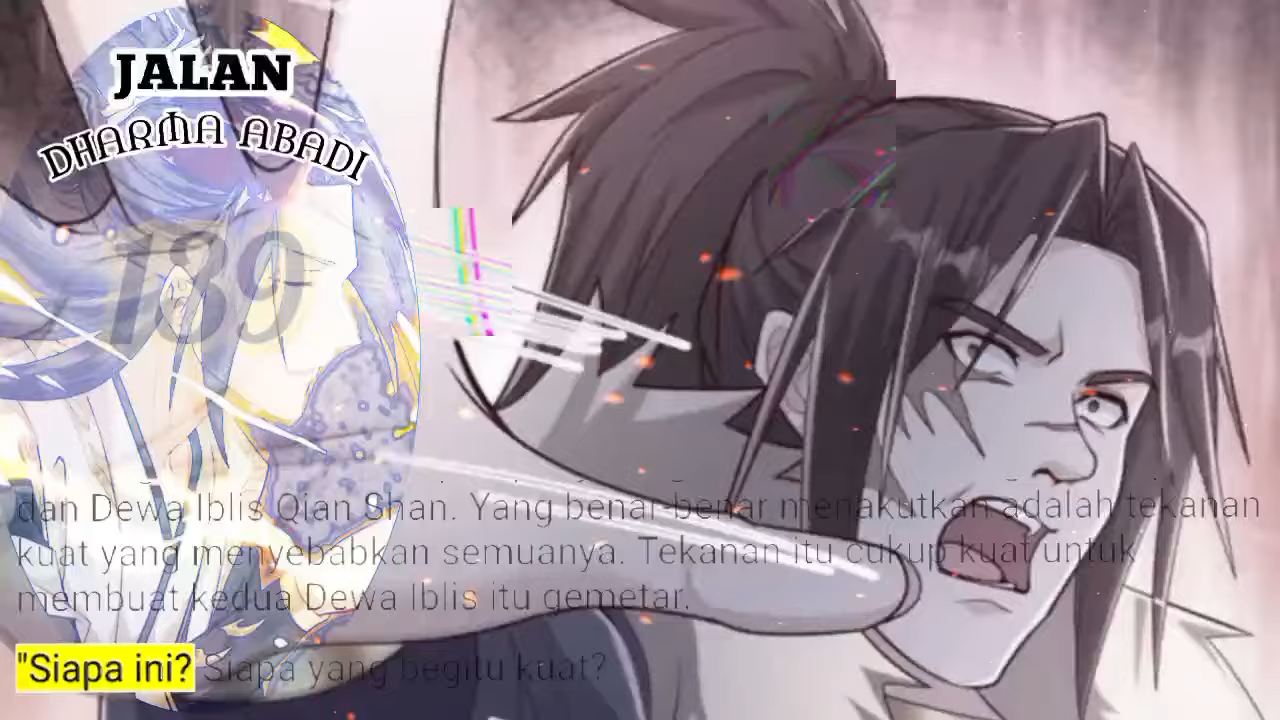 JALAN
DHARMA ABADI
189
dan Dewa Iblis Qian Shan. Yang benar-benar menakutkan adalah tekanan
kuat yang menyebabkan semuanya. Tekanan itu cukup kuat untuk
membuat kedua Dewa Iblis itu gemetar.
"Siapa ini? Siapa yang begitu kuat?